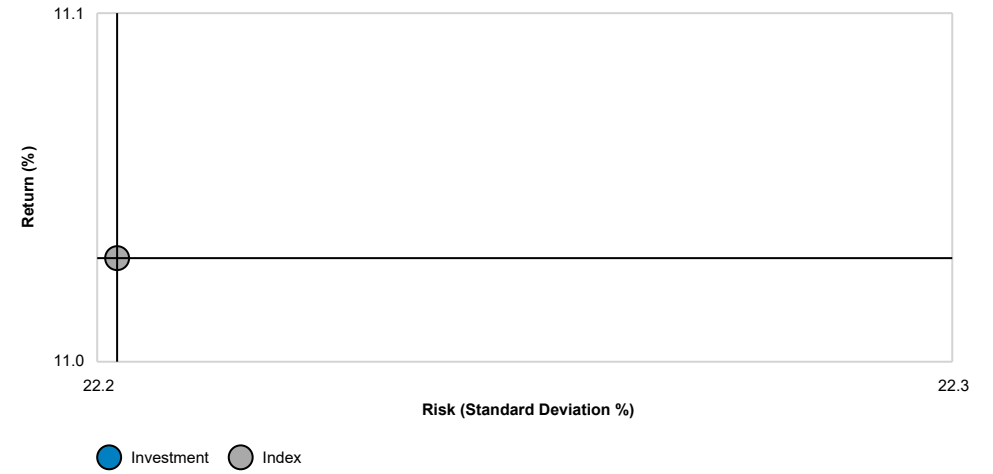 11.1
Return (%)
11.0
22.2
22.3
Risk (Standard Deviation %)
Investment
Index